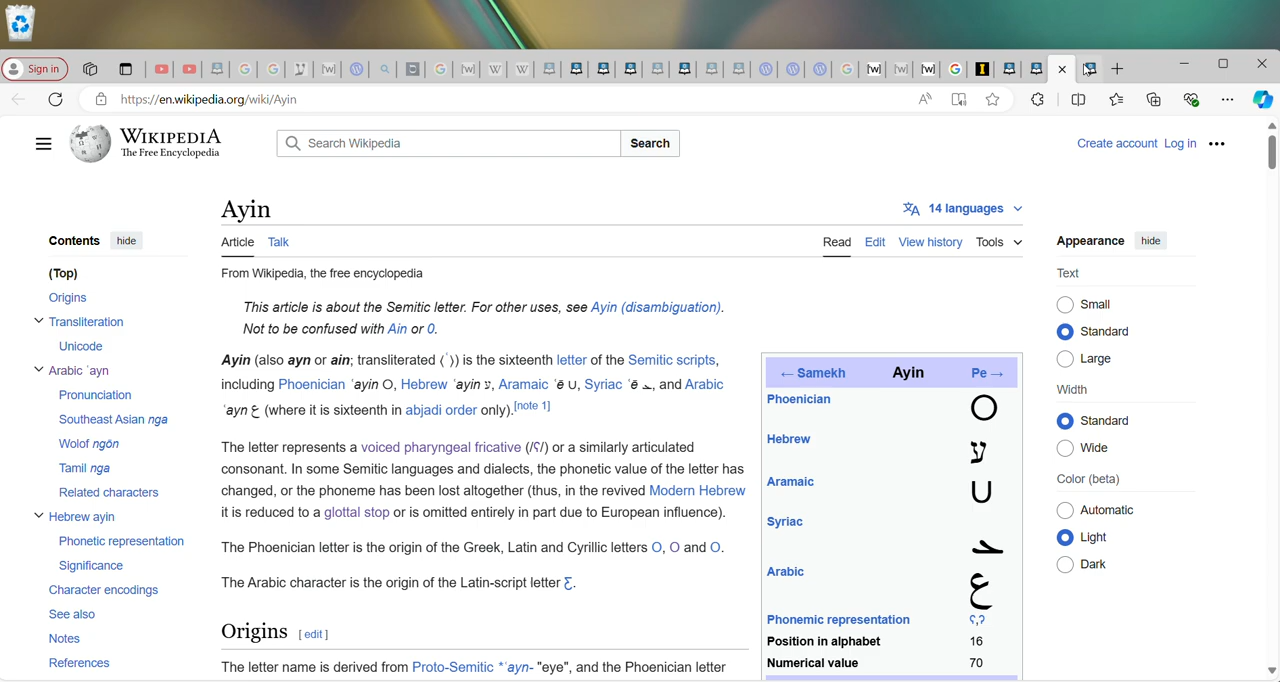 Sign in
https://en.wikipedia.org/wiki/Ayin
WIKIPEDIA
The Free Encyclopedia
Search Wikipedia
Search
Create account Log in
Ayin
14 languages
Contents hide
(Top)
Origins
Transliteration
Unicode
Arabic ʿayn
Pronunciation
Southeast Asian nga
Wolof ngōn
Tamil nga
Related characters
Hebrew ayin
Phonetic representation
Significance
Character encodings
See also
Notes
References
Article Talk
Read Edit View history Tools
From Wikipedia, the free encyclopedia
This article is about the Semitic letter. For other uses, see Ayin (disambiguation).
Not to be confused with Ain or 0.
Ayin (also ayn or ain; transliterated ⟨ʿ⟩) is the sixteenth letter of the Semitic scripts,
including Phoenician ʿayin 𐤏, Hebrew ʿayin ע, Aramaic ʿē 𐡏, Syriac ʿē ܥ, and Arabic
ʿayn ع (where it is sixteenth in abjadi order only).[note 1]
The letter represents a voiced pharyngeal fricative (/ʕ/) or a similarly articulated
consonant. In some Semitic languages and dialects, the phonetic value of the letter has
changed, or the phoneme has been lost altogether (thus, in the revived Modern Hebrew
it is reduced to a glottal stop or is omitted entirely in part due to European influence).
The Phoenician letter is the origin of the Greek, Latin and Cyrillic letters O, O and O.
The Arabic character is the origin of the Latin-script letter Ƹ.
Origins [ edit ]
The letter name is derived from Proto-Semitic *ʿayn- "eye", and the Phoenician letter
← Samekh Ayin Pe →
Phoenician 𐤏
Hebrew ע
Aramaic 𐡏
Syriac ܥ
Arabic ع
Phonemic representation ʕ,ʔ
Position in alphabet 16
Numerical value 70
Appearance hide
Text
Small
Standard
Large
Width
Standard
Wide
Color (beta)
Automatic
Light
Dark